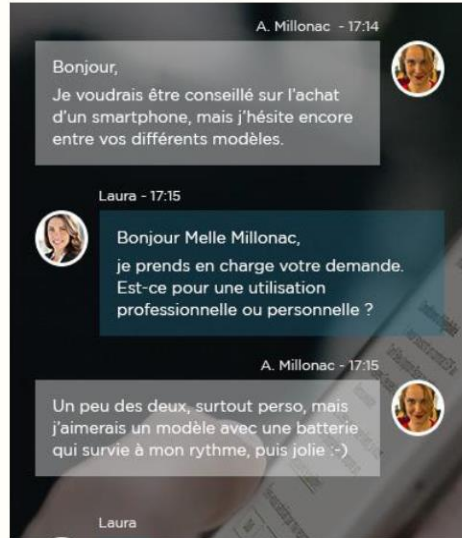 A. Millonac - 17:14
Bonjour,
Je voudrais être conseillé sur l'achat
d'un smartphone, mais j'hésite encore
entre vos différents modèles.
Laura - 17:15
Bonjour Melle Millonac,
je prends en charge votre demande.
Est-ce pour une utilisation
professionnelle ou personnelle ?
A. Millonac - 17:15
Un peu des deux, surtout perso, mais
j'aimerais un modèle avec une batterie
qui survie à mon rythme, puis jolie :-)
Laura